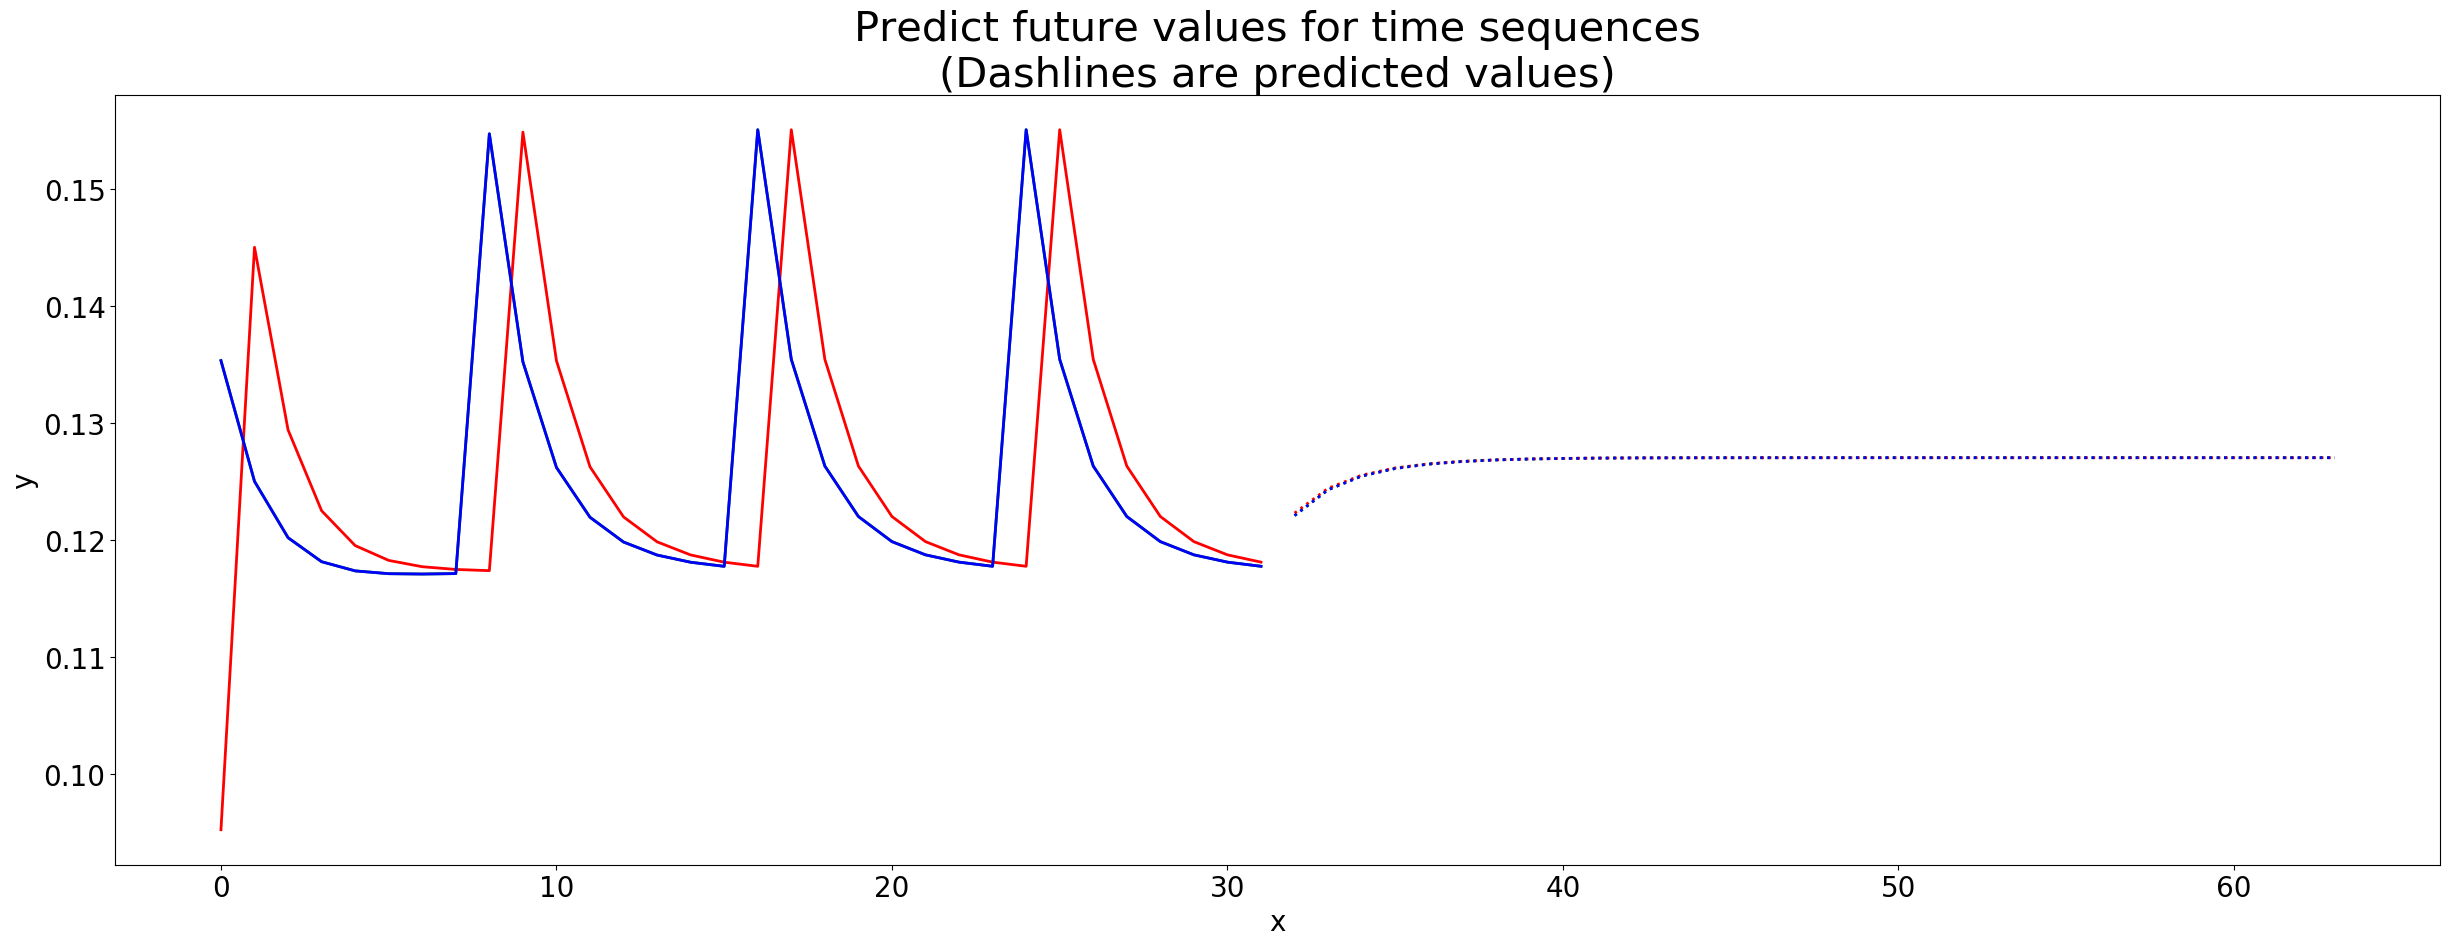 Predict future values for time sequences
(Dashlines are predicted values)
0.15
0.14
0.13
0.12
0.11
0.10
y
0 10 20 30 40 50 60
x